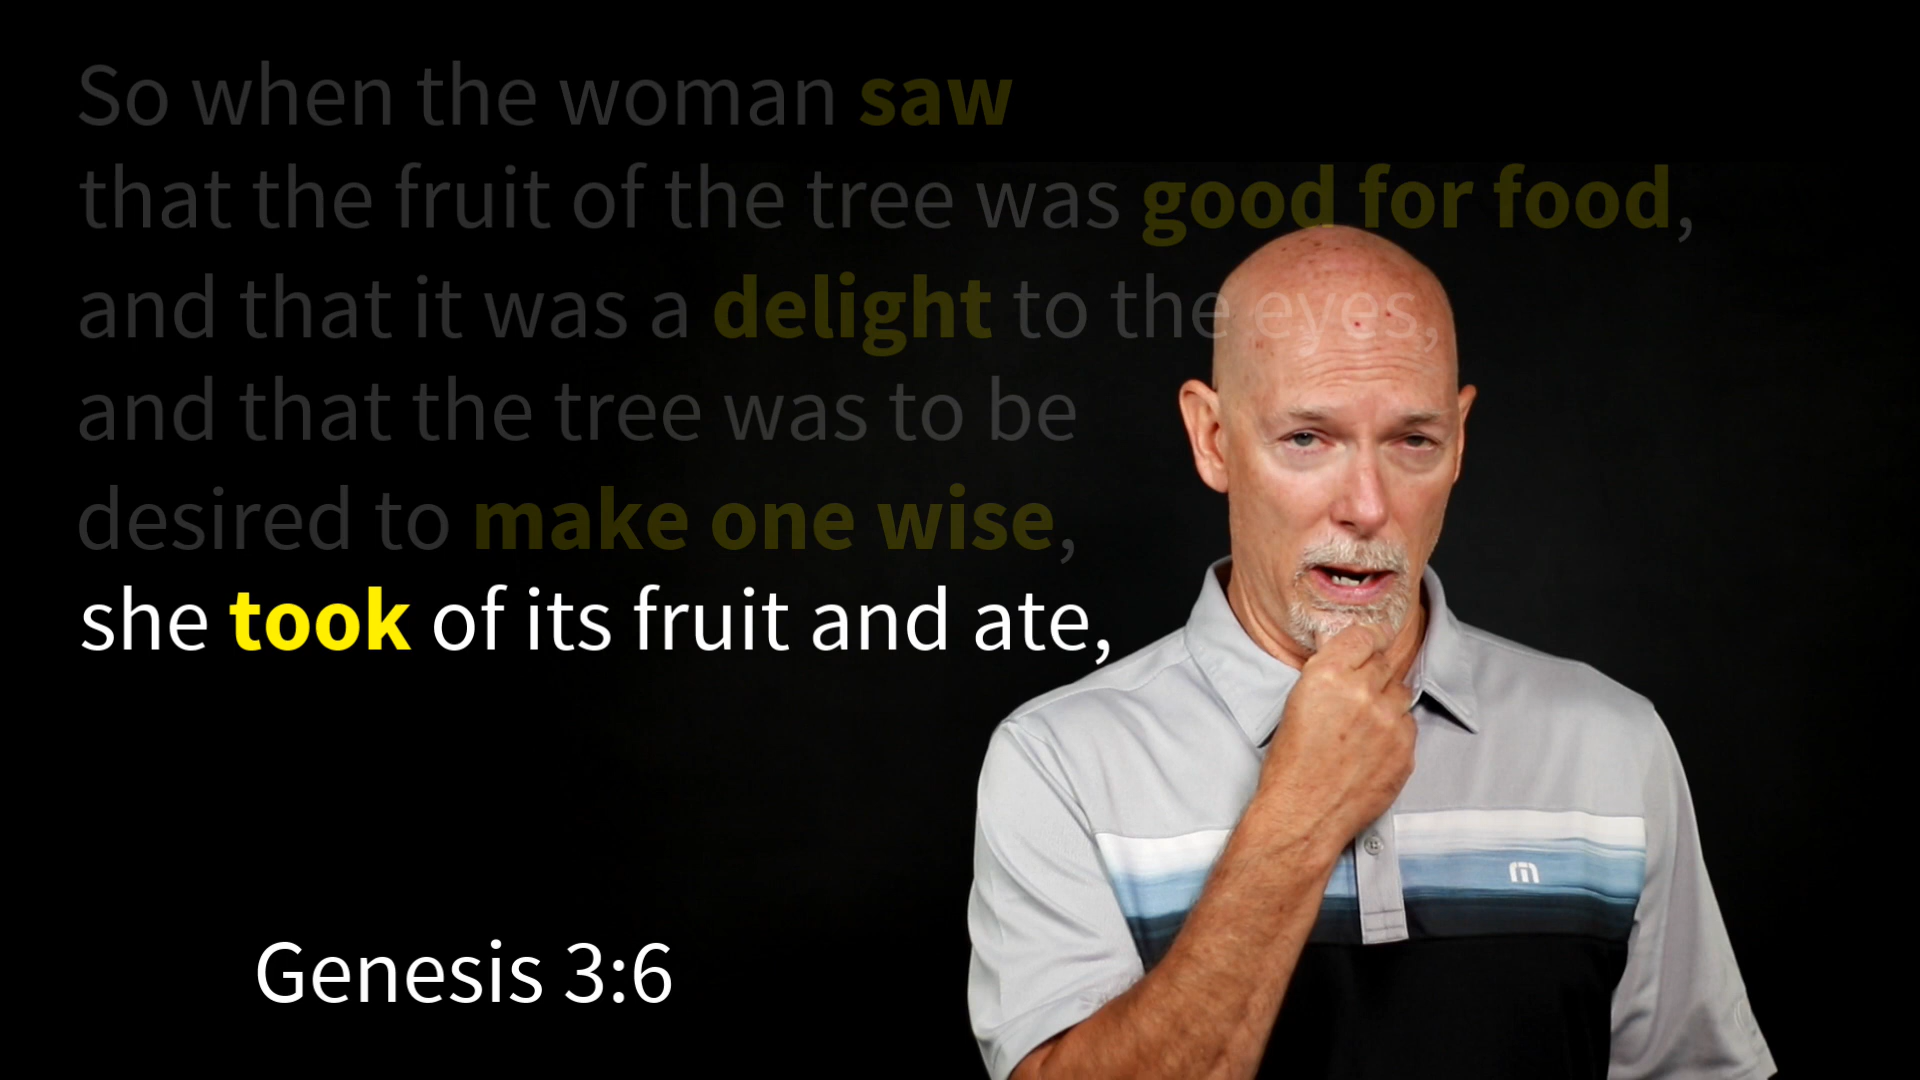 So when the woman saw
that the fruit of the tree was good for food,
and that it was a delight to the eyes,
and that the tree was to be
desired to make one wise,
she took of its fruit and ate,
Genesis 3:6